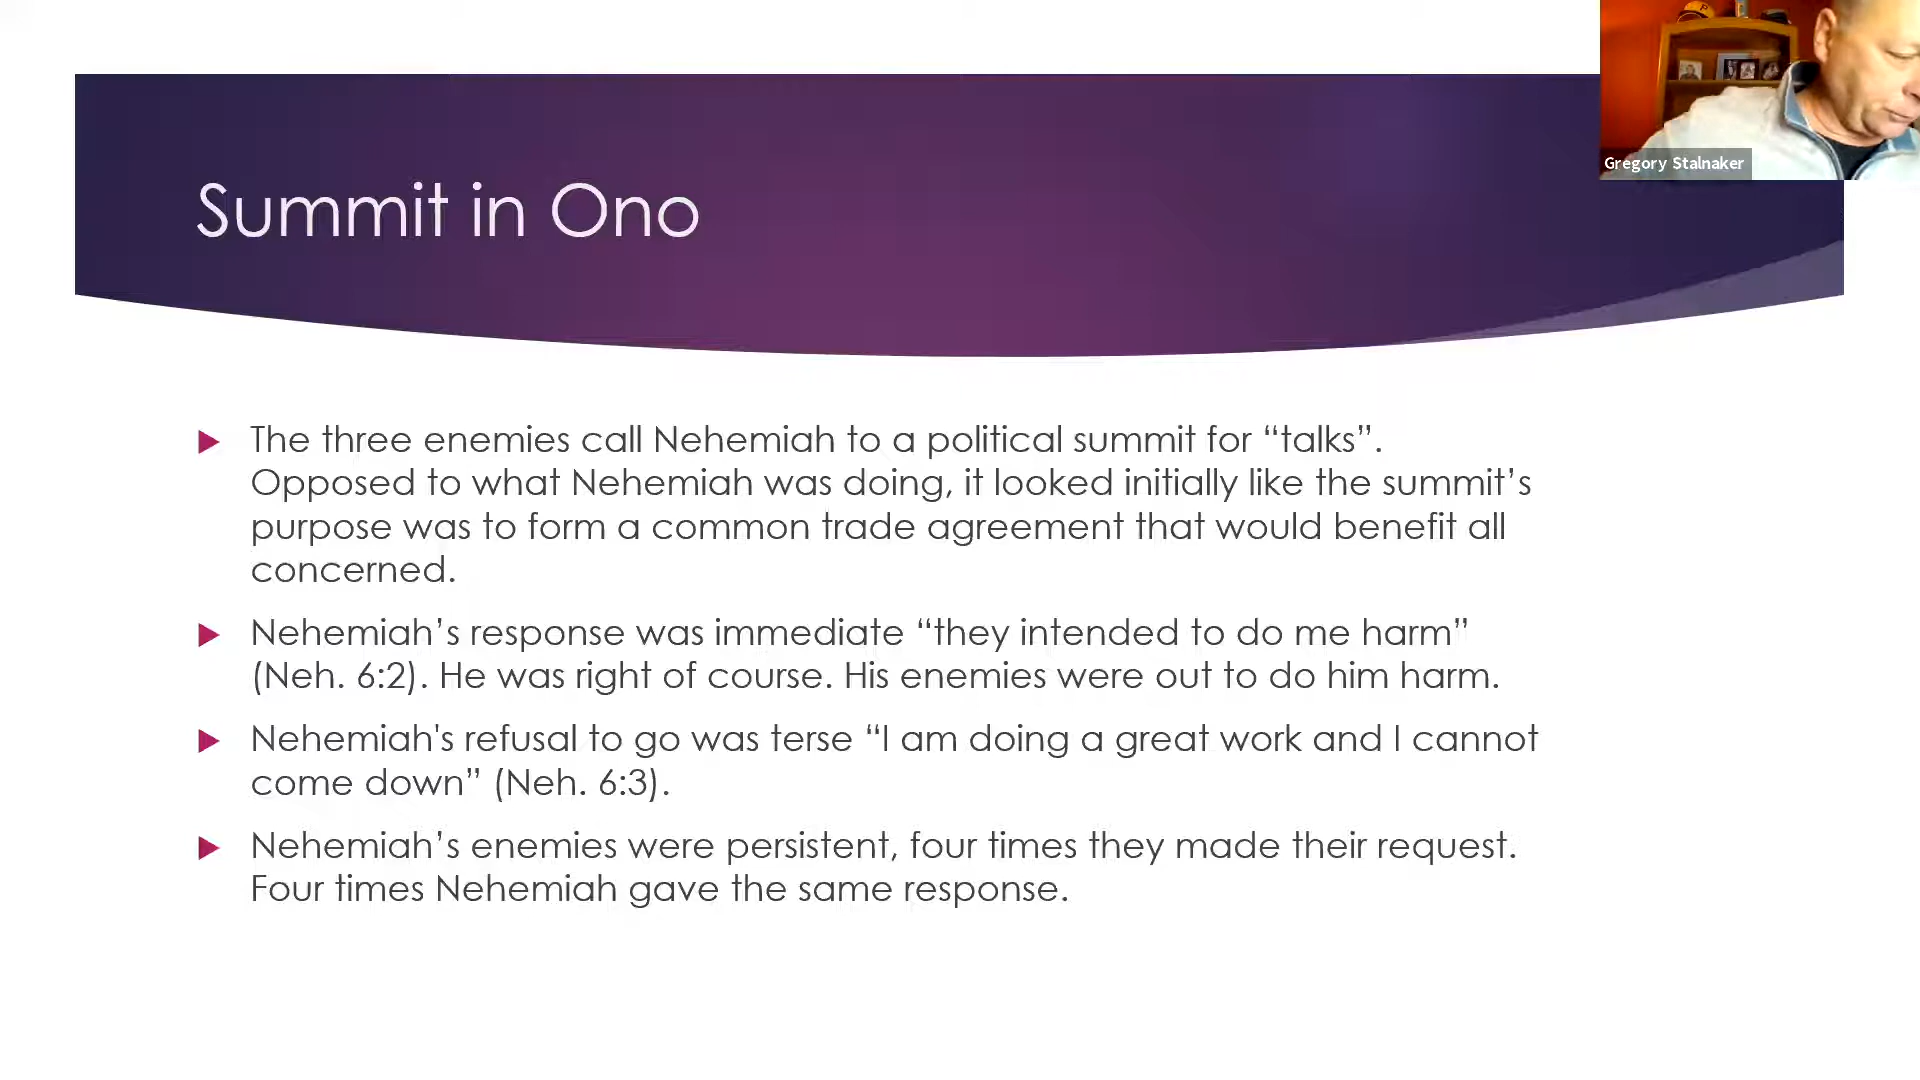 Gregory Stalnaker
Summit in Ono
The three enemies call Nehemiah to a political summit for “talks”.
Opposed to what Nehemiah was doing, it looked initially like the summit’s
purpose was to form a common trade agreement that would benefit all
concerned.
Nehemiah’s response was immediate “they intended to do me harm”
(Neh. 6:2). He was right of course. His enemies were out to do him harm.
Nehemiah's refusal to go was terse “I am doing a great work and I cannot
come down” (Neh. 6:3).
Nehemiah’s enemies were persistent, four times they made their request.
Four times Nehemiah gave the same response.